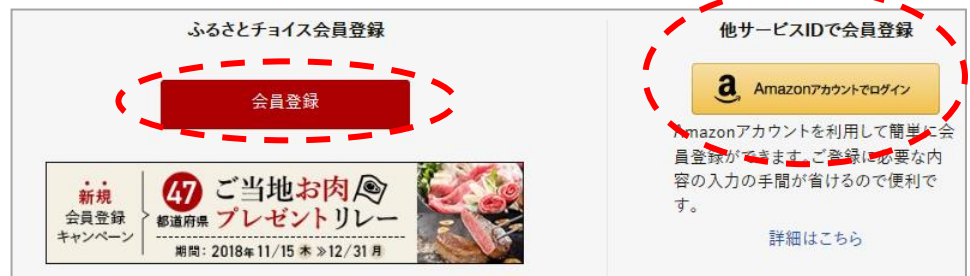 ふるさとチョイス会員登録
会員登録
新規
会員登録
キャンペーン
47
都道府県
ご当地お肉
プレゼントリレー
期間：2018年11/15 木 » 12/31 月
他サービスIDで会員登録
a Amazonアカウントでログイン
Amazonアカウントを利用して簡単に会
員登録ができます。ご登録に必要な内
容の入力の手間が省けるので便利で
す。
詳細はこちら